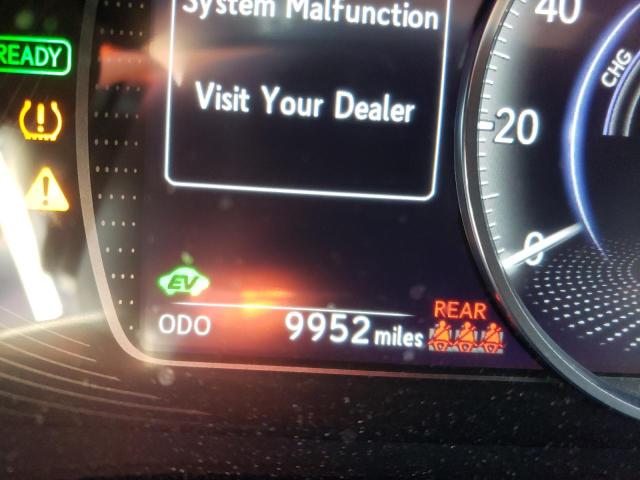 System Malfunction
40
READY
CHG
Visit Your Dealer
20
0
EV
REAR
ODO 9952 miles